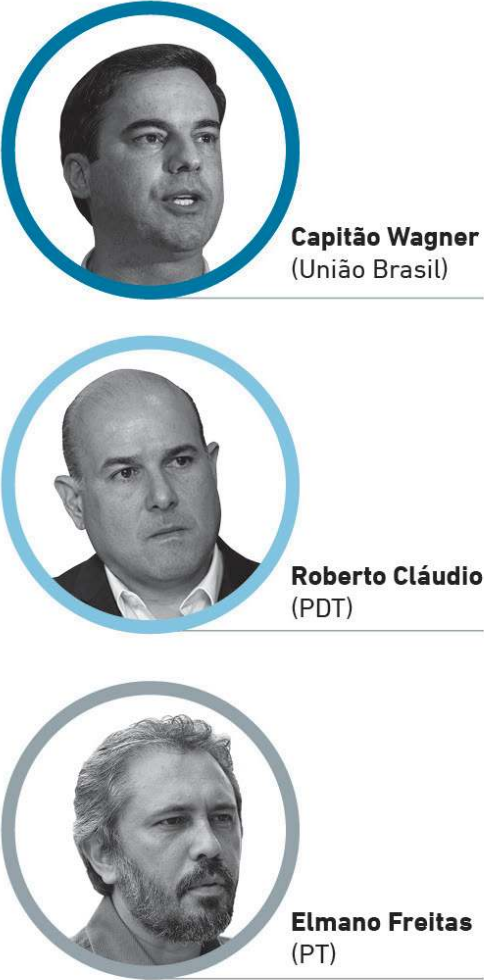 Capitão Wagner
(União Brasil)
Roberto Cláudio
(PDT)
Elmano Freitas
(PT)